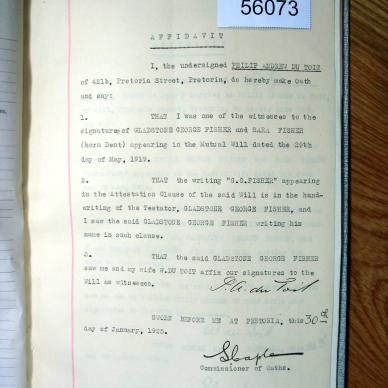 56073
AFFIDAVIT
I, the undersigned PHILIP ANDREW DU TOIT
of 421b, Pretoria Street, Pretoria, do hereby make Oath
and say:
1. THAT I was one of the witnesses to the
signatures of GLADSTONE GEORGE FISHER and SARA FISHER
(born Dent) appearing in the Mutual Will dated the 29th
day of May, 1919.
2. THAT the writing "G.G.FISHER" appearing
in the Attestation Clause of the said Will is in the hand-
writing of the Testator, GLADSTONE GEORGE FISHER, and
I saw the said GLADSTONE GEORGE FISHER writing his
name in such clause.
3. THAT the said GLADSTONE GEORGE FISHER
saw me and my wife W.DU TOIT affix our signatures to the
Will as witnesses.
P.A. du Toit
SWORN BEFORE ME AT PRETORIA, this 30th
day of January, 
Commissioner of Oaths.